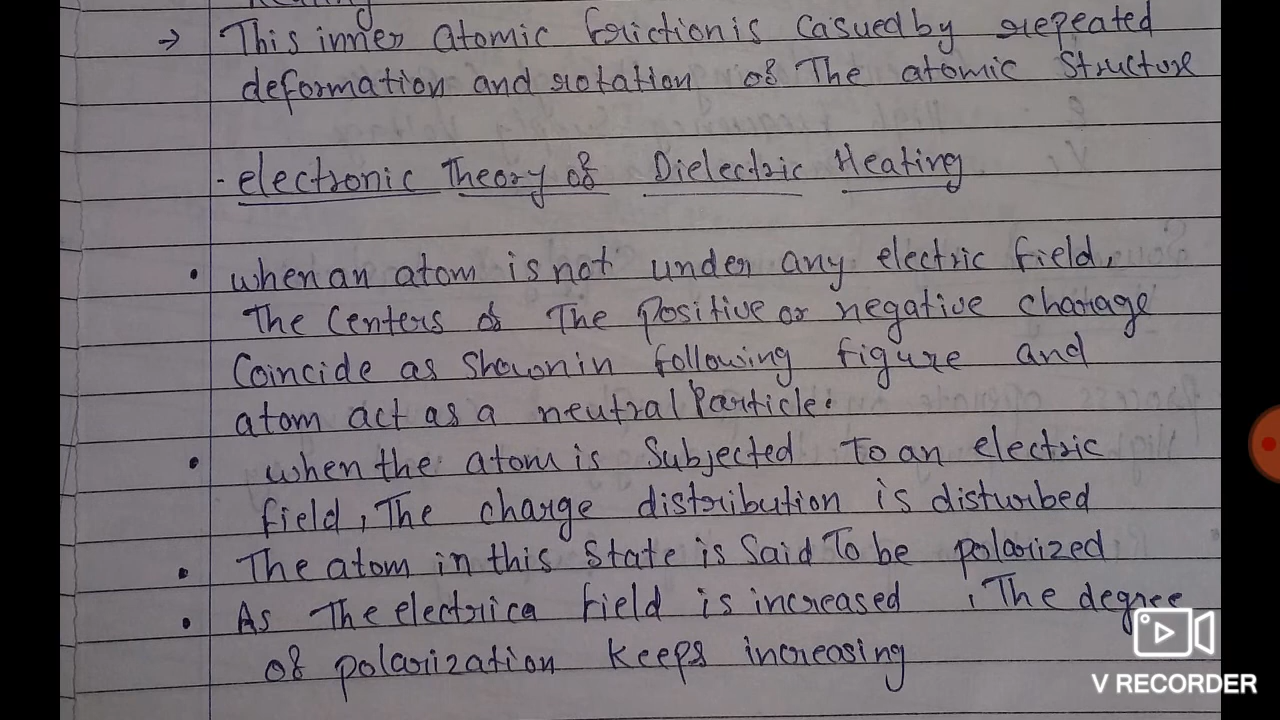 → This inner atomic friction is casued by repeated
deformation and rotation of The atomic Structure
- electronic Theory of Dielectric Heating
• when an atom is not under any electric field,
The Centers of The Positive or negative charage
Coincide as Shown in following figure and
atom act as a neutral Particle.
• when the atom is Subjected To an electric
field, The charge distribution is disturbed
• The atom in this State is Said To be polarized
• As The electrica field is increased, The degree
of polarization keeps increasing
V RECORDER